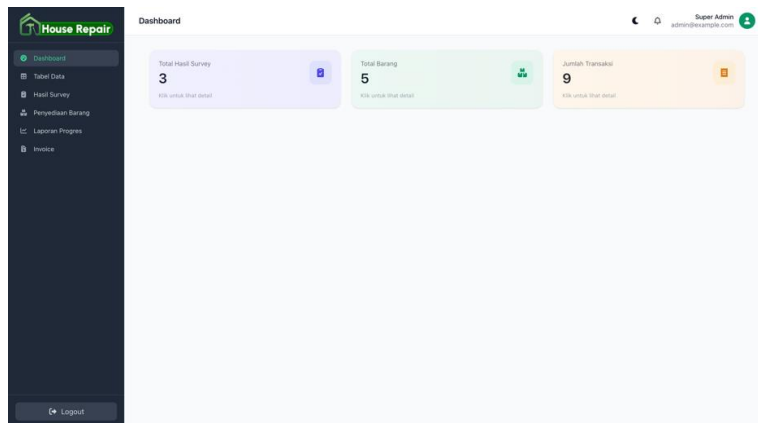 House Repair
Dashboard
Tabel Data
Hasil Survey
Penyediaan Barang
Laporan Progres
Invoice
Logout
Dashboard
Super Admin
admin@example.com
Total Hasil Survey
3
Klik untuk lihat detail
Total Barang
5
Klik untuk lihat detail
Jumlah Transaksi
9
Klik untuk lihat detail